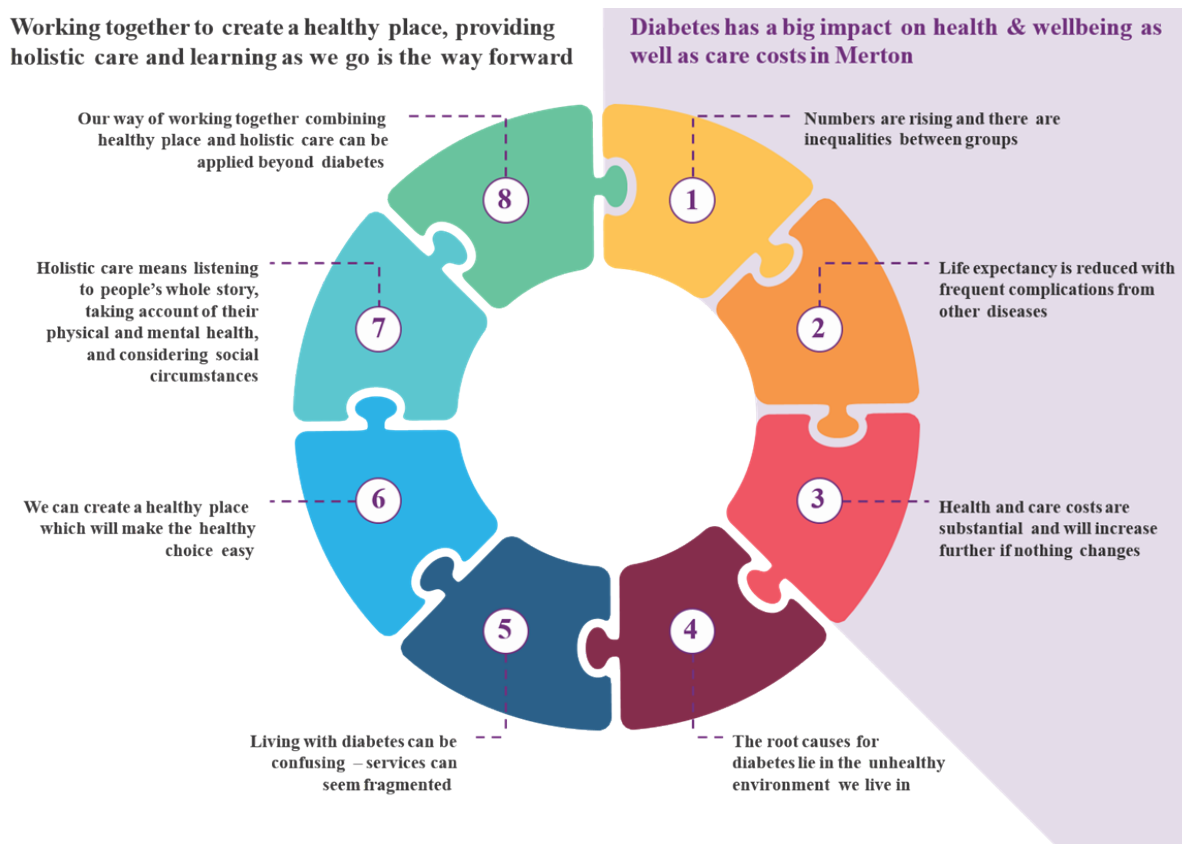 Working together to create a healthy place, providing
holistic care and learning as we go is the way forward
Diabetes has a big impact on health & wellbeing as
well as care costs in Merton
1
Numbers are rising and there are
inequalities between groups
2
Life expectancy is reduced with
frequent complications from
other diseases
3
Health and care costs are
substantial and will increase
further if nothing changes
4
The root causes for
diabetes lie in the unhealthy
environment we live in
5
Living with diabetes can be
confusing – services can
seem fragmented
6
We can create a healthy place
which will make the healthy
choice easy
7
Holistic care means listening
to people's whole story,
taking account of their
physical and mental health,
and considering social
circumstances
8
Our way of working together combining
healthy place and holistic care can be
applied beyond diabetes